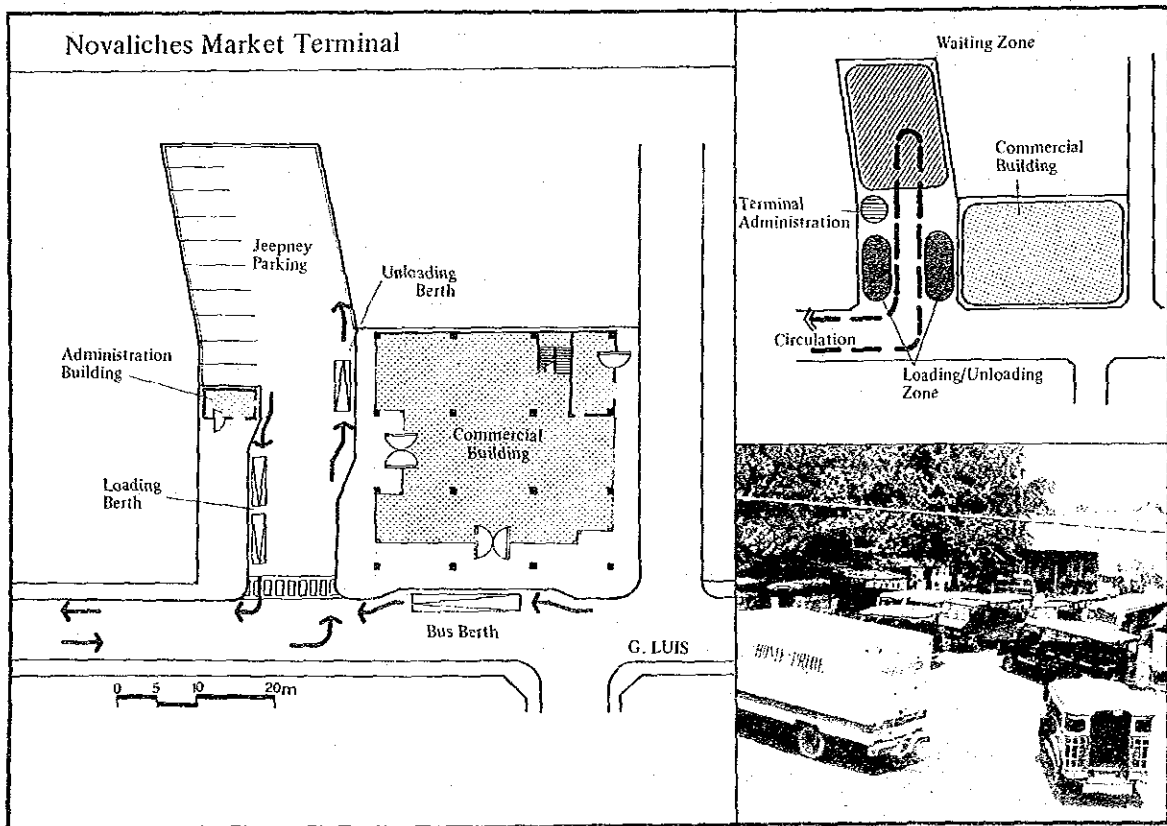 Novaliches Market Terminal
Jeepney
Parking
Unloading
Berth
Administration
Building
Commercial
Building
Loading
Berth
Bus Berth
G. LUIS
0 5 10 20m
Waiting Zone
Commercial
Building
Terminal
Administration
Circulation
Loading/Unloading
Zone
PRIDE